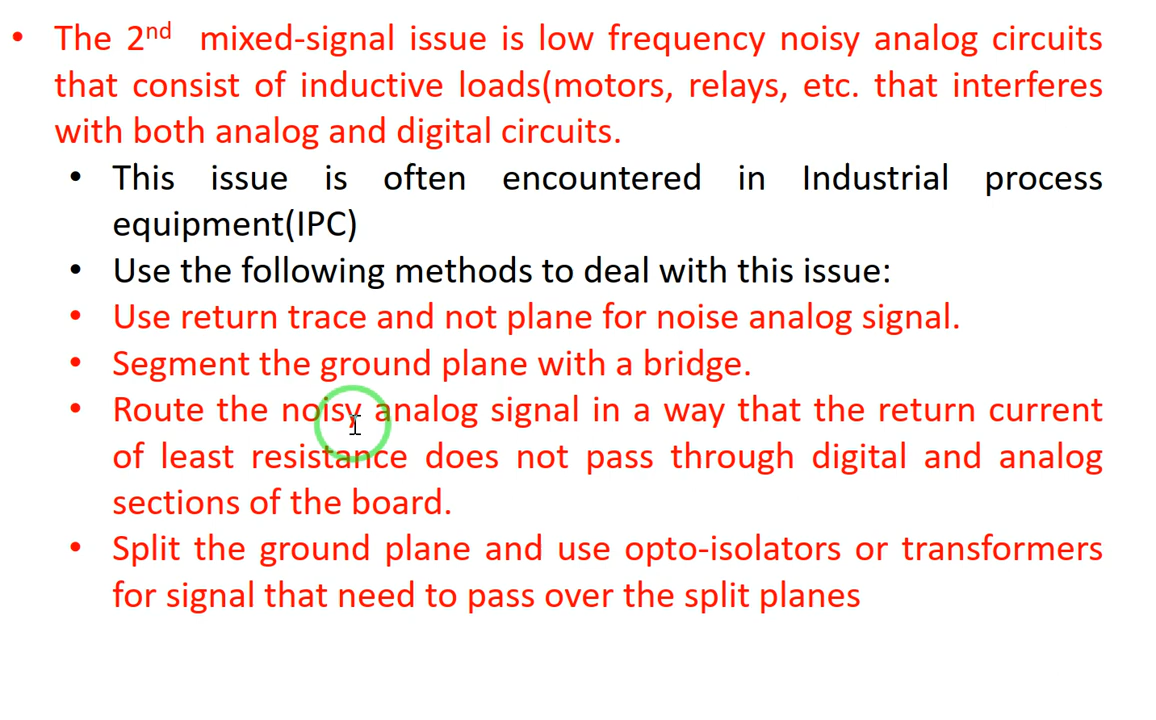 • The 2nd mixed-signal issue is low frequency noisy analog circuits
that consist of inductive loads(motors, relays, etc. that interferes
with both analog and digital circuits.
• This issue is often encountered in Industrial process
equipment(IPC)
• Use the following methods to deal with this issue:
• Use return trace and not plane for noise analog signal.
• Segment the ground plane with a bridge.
• Route the noisy analog signal in a way that the return current
of least resistance does not pass through digital and analog
sections of the board.
• Split the ground plane and use opto-isolators or transformers
for signal that need to pass over the split planes